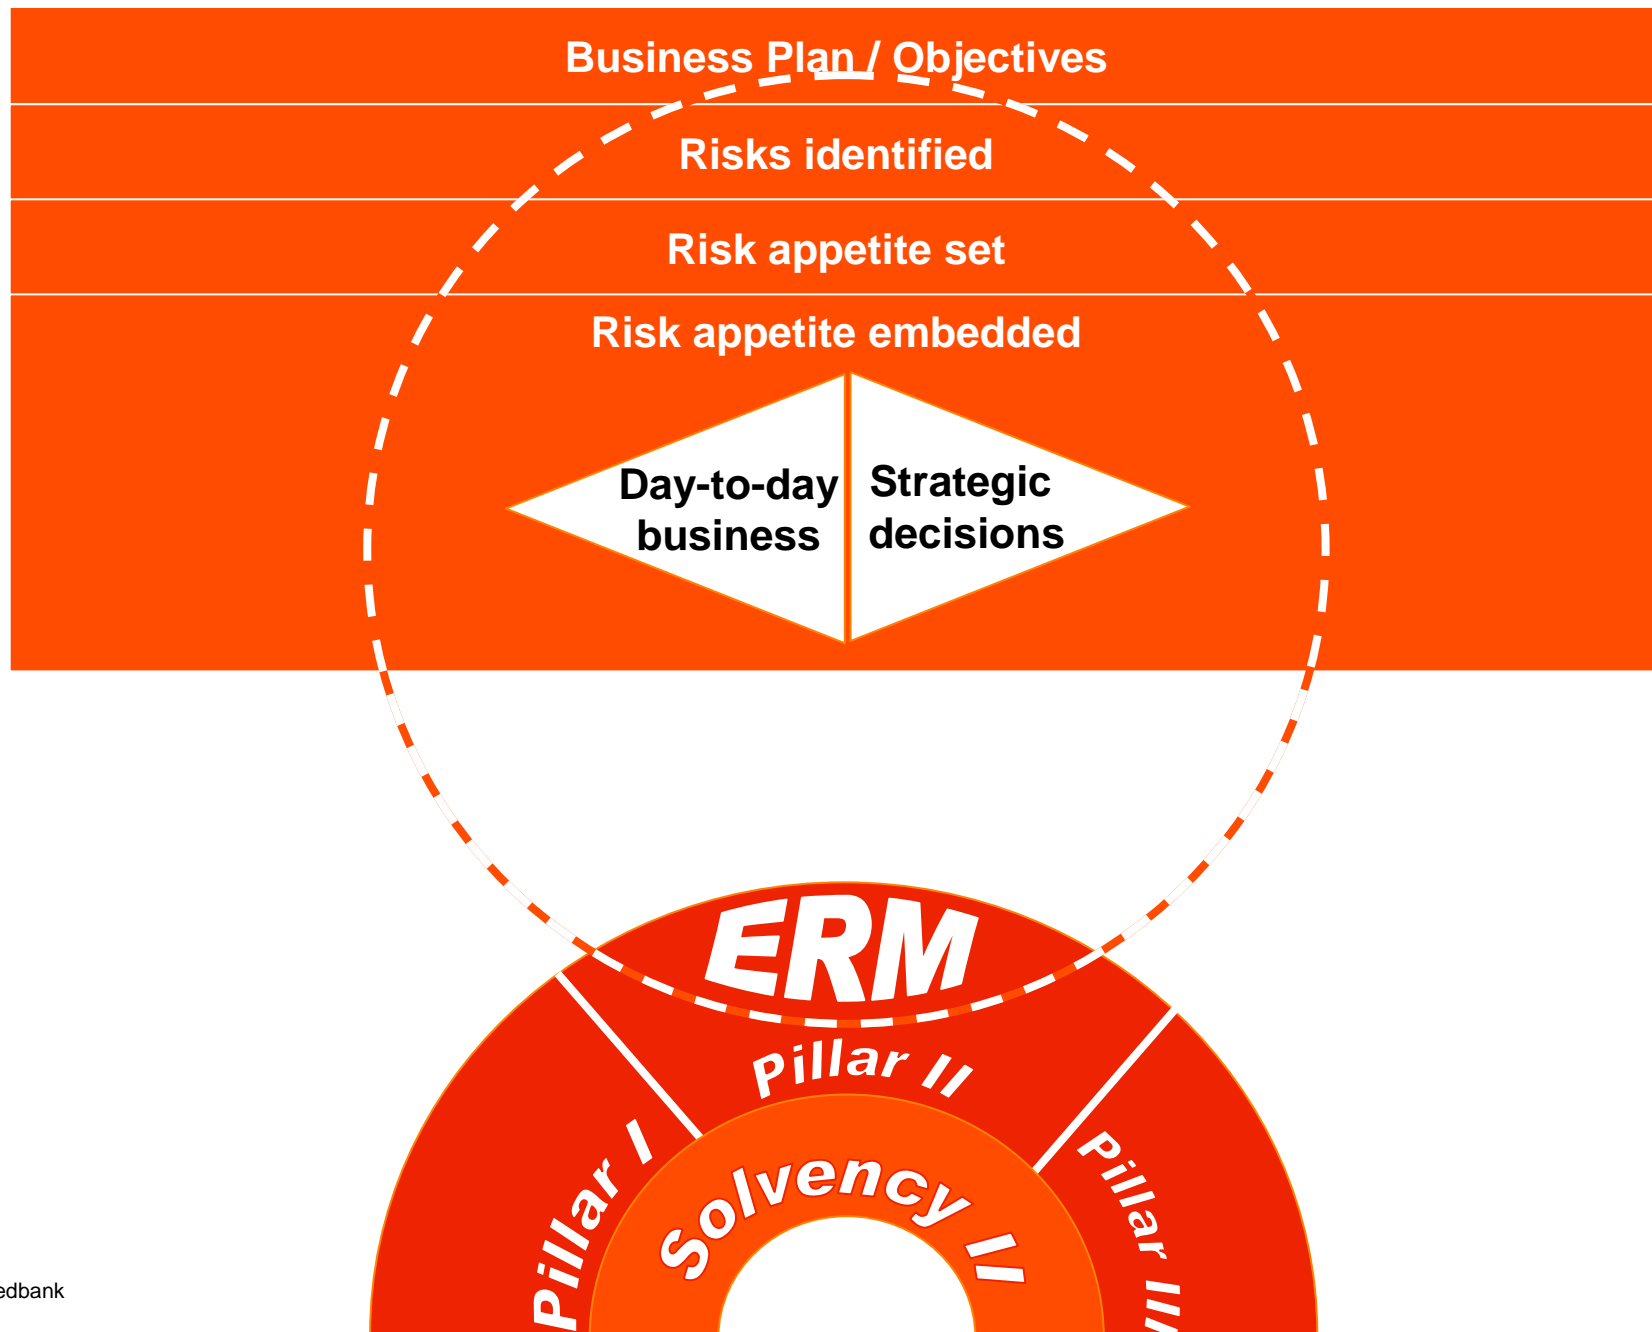 Business Plan / Objectives
Risks identified
Risk appetite set
Risk appetite embedded
Day-to-day
business
Strategic
decisions
ERM
Pillar I
Pillar II
Pillar III
Solvency II